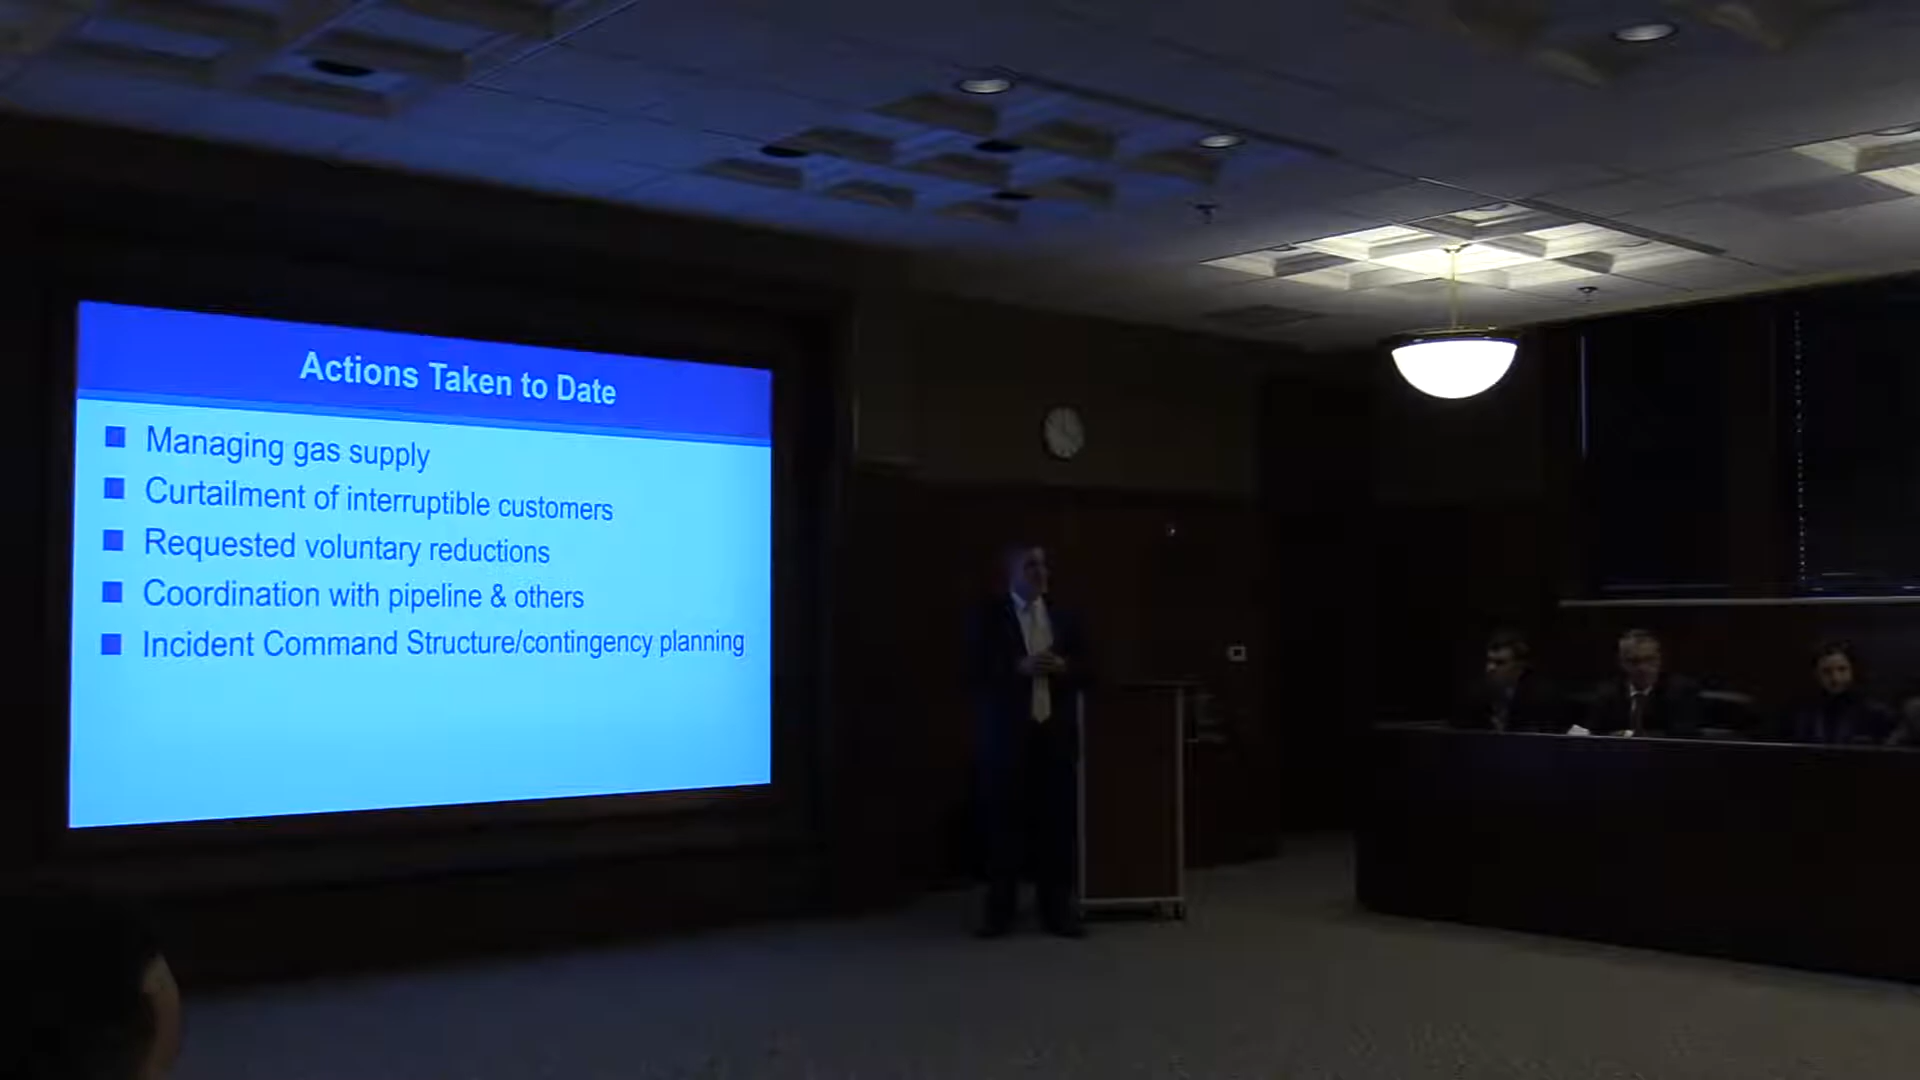 Actions Taken to Date
Managing gas supply
Curtailment of interruptible customers
Requested voluntary reductions
Coordination with pipeline & others
Incident Command Structure/contingency planning